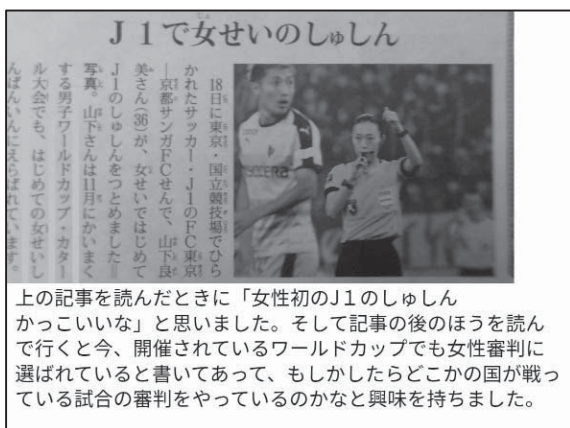 J1で女せいのしゅしん
18日に東京・国立競技場でひら
かれたサッカー・J1のFC東京
―京都サンガFCせんで、山下良
美さん(36)が、女せいではじめて
J1のしゅしんをつとめました=
写真。山下さんは11月にかいまく
する男子ワールドカップ・カター
ル大会でも、はじめての女せいし
んぱんいんにえらばれています。
上の記事を読んだときに「女性初のJ1のしゅしん
かっこいいな」と思いました。そして記事の後のほうを読ん
で行くと今、開催されているワールドカップでも女性審判に
選ばれていると書いてあって、もしかしたらどこかの国が戦っ
ている試合の審判をやっているのかなと興味を持ちました。